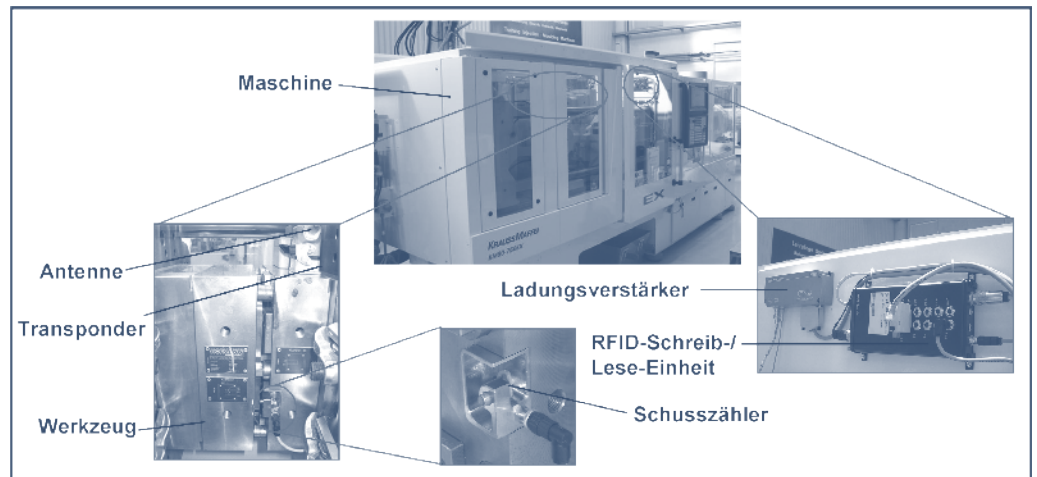 Maschine
KRAUSSMAFFEI
EX
Antenne
Transponder
Ladungsverstärker
RFID-Schreib-/
Lese-Einheit
Schusszähler
Werkzeug